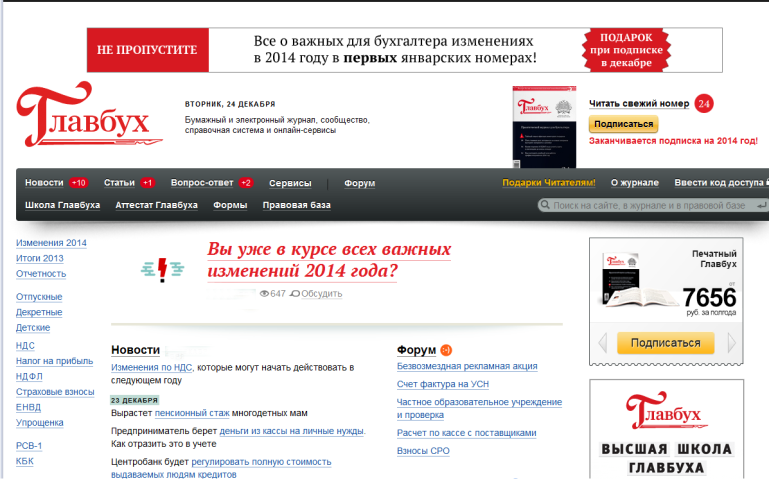 НЕ ПРОПУСТИТЕ
Все о важных для бухгалтера изменениях
в 2014 году в первых январских номерах!
ПОДАРОК
при подписке
в декабре
Главбух
ВТОРНИК, 24 ДЕКАБРЯ
Бумажный и электронный журнал, сообщество,
справочная система и онлайн-сервисы
Главбух
Читать свежий номер 24
Подписаться
Заканчивается подписка на 2014 год!
Новости +10 Статьи +1 Вопрос-ответ +2 Сервисы Форум
Подарки Читателям! О журнале Ввести код доступа
Школа Главбуха Аттестат Главбуха Формы Правовая база
Поиск на сайте, в журнале и в правовой базе
Изменения 2014
Итоги 2013
Отчетность
Отпускные
Декретные
Детские
НДС
Налог на прибыль
НДФЛ
Страховые взносы
ЕНВД
Упрощенка
РСВ-1
КБК
Вы уже в курсе всех важных
изменений 2014 года?
647 Обсудить
Новости
Изменения по НДС, которые могут начать действовать в
следующем году
23 ДЕКАБРЯ
Вырастет пенсионный стаж многодетных мам
Предприниматель берет деньги из кассы на личные нужды.
Как отразить это в учете
Центробанк будет регулировать полную стоимость
выдаваемых людям кредитов
Форум :-)
Безвозмездная рекламная акция
Счет фактура на УСН
Частное образовательное учреждение
и проверка
Расчет по кассе с поставщиками
Взносы СРО
Печатный
Главбух
Главбух
от
7656
руб. за полгода
Подписаться
Главбух
ВЫСШАЯ ШКОЛА
ГЛАВБУХА